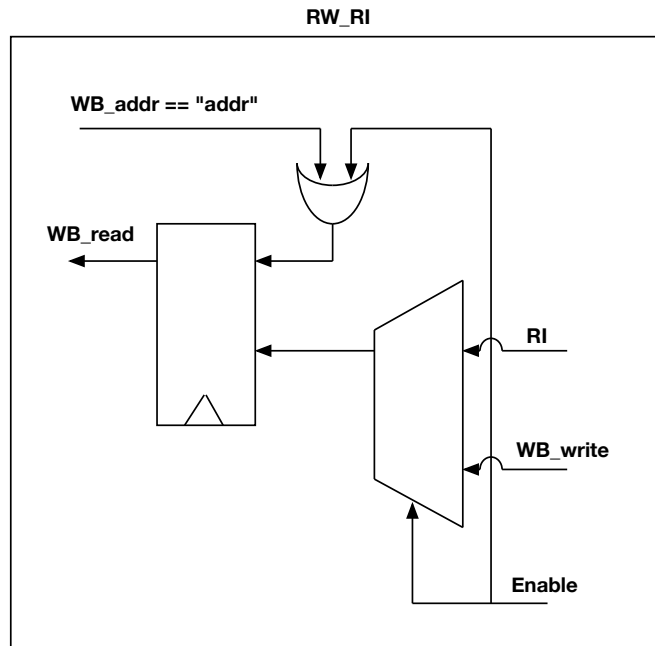 RW_RI
WB_addr == "addr"
WB_read
RI
WB_write
Enable